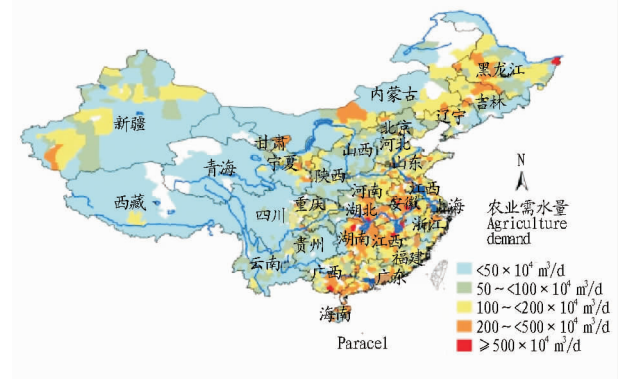 黑龙江
内蒙古
吉林
辽宁
新疆
北京
甘肃
山西
河北
宁夏
山东
青海
陕西
河南
江西
西藏
重庆
安徽
上海
四川
湖北
浙江
贵州
湖南
江西
云南
福建
广西
广东
海南
Paracel
N
农业需水量
Agriculture
demand
<50×10⁴ m³/d
50~<100×10⁴ m³/d
100~<200×10⁴ m³/d
200~<500×10⁴ m³/d
≥500×10⁴ m³/d